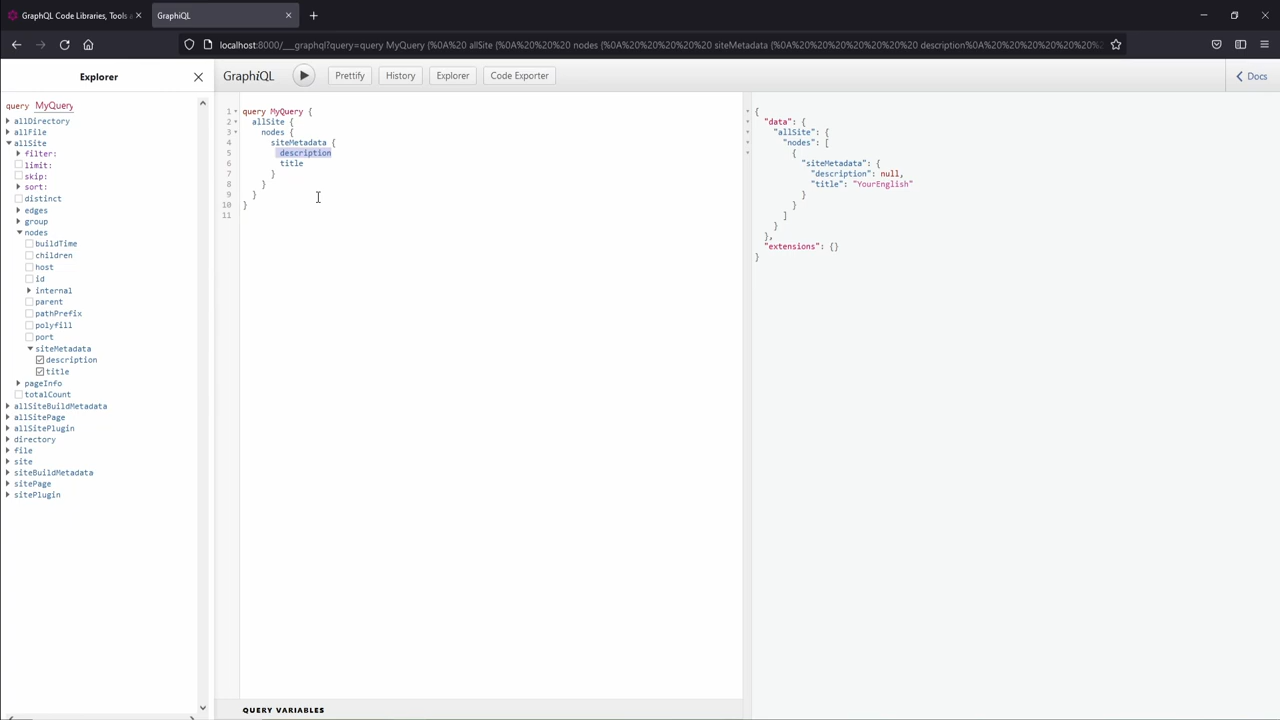 GraphQL Code Libraries, Tools
GraphiQL
localhost:8000/___graphql?query=query MyQuery {%0A%20 allSite {%0A%20%20%20 nodes {%0A%20%20%20%20%20 siteMetadata {%0A%20%20%20%20%20%20%20 description%0A%20%20%20%20%20%20%20
Explorer
GraphiQL
Prettify
History
Explorer
Code Exporter
Docs
query MyQuery
allDirectory
allFile
allSite
filter:
limit:
skip:
sort:
distinct
edges
group
nodes
buildTime
children
host
id
internal
parent
pathPrefix
polyfill
port
siteMetadata
description
title
pageInfo
totalCount
allSiteBuildMetadata
allSitePage
allSitePlugin
directory
file
site
siteBuildMetadata
sitePage
sitePlugin
1 query MyQuery {
2 allSite {
3 nodes {
4 siteMetadata {
5 description
6 title
7 }
8 }
9 }
10 }
11
{
"data": {
"allSite": {
"nodes": [
{
"siteMetadata": {
"description": null,
"title": "YourEnglish"
}
}
]
}
},
"extensions": {}
}
QUERY VARIABLES